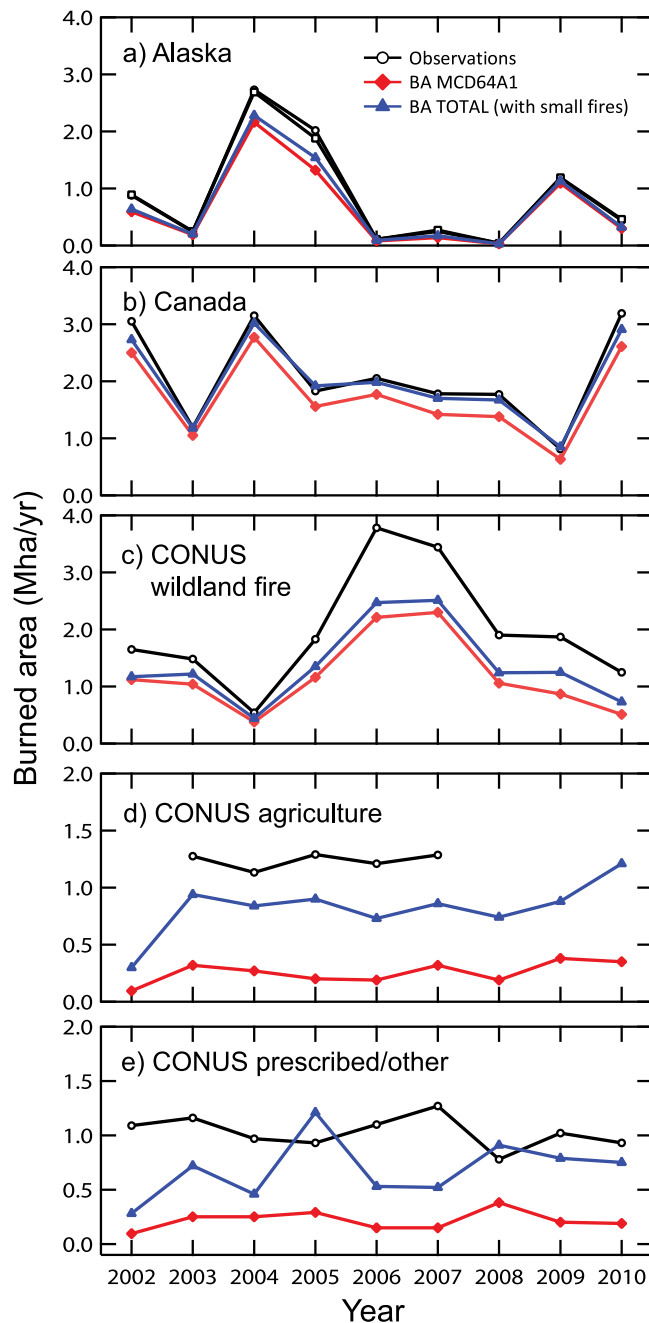 4.0
a) Alaska
Observations
BA MCD64A1
BA TOTAL (with small fires)
3.0
2.0
1.0
0.0
4.0
b) Canada
3.0
2.0
1.0
0.0
4.0
c) CONUS
wildland fire
3.0
2.0
1.0
0.0
Burned area (Mha/yr)
2.0
d) CONUS agriculture
1.5
1.0
0.5
0.0
2.0
e) CONUS prescribed/other
1.5
1.0
0.5
0.0
2002 2003 2004 2005 2006 2007 2008 2009 2010
Year